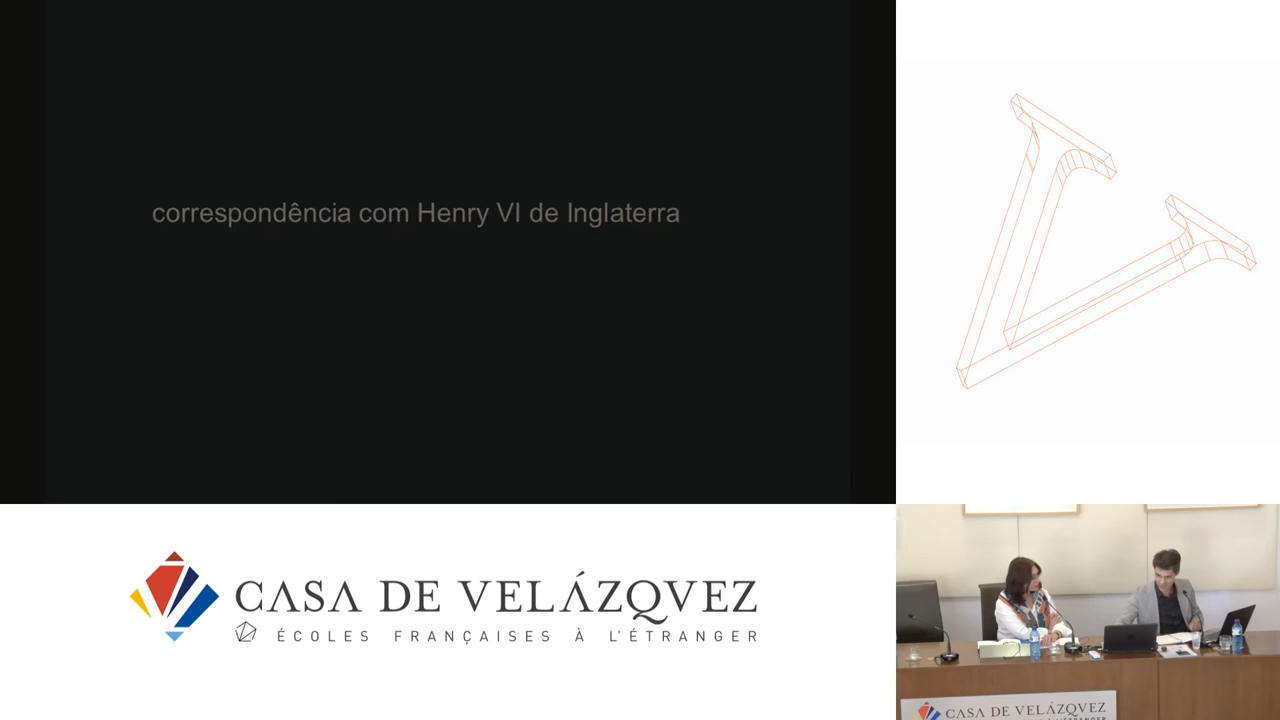 correspondência com Henry VI de Inglaterra
CASA DE VELÁZQVEZ
ÉCOLES FRANÇAISES À L'ÉTRANGER
CASA DE VELÁZQVEZ